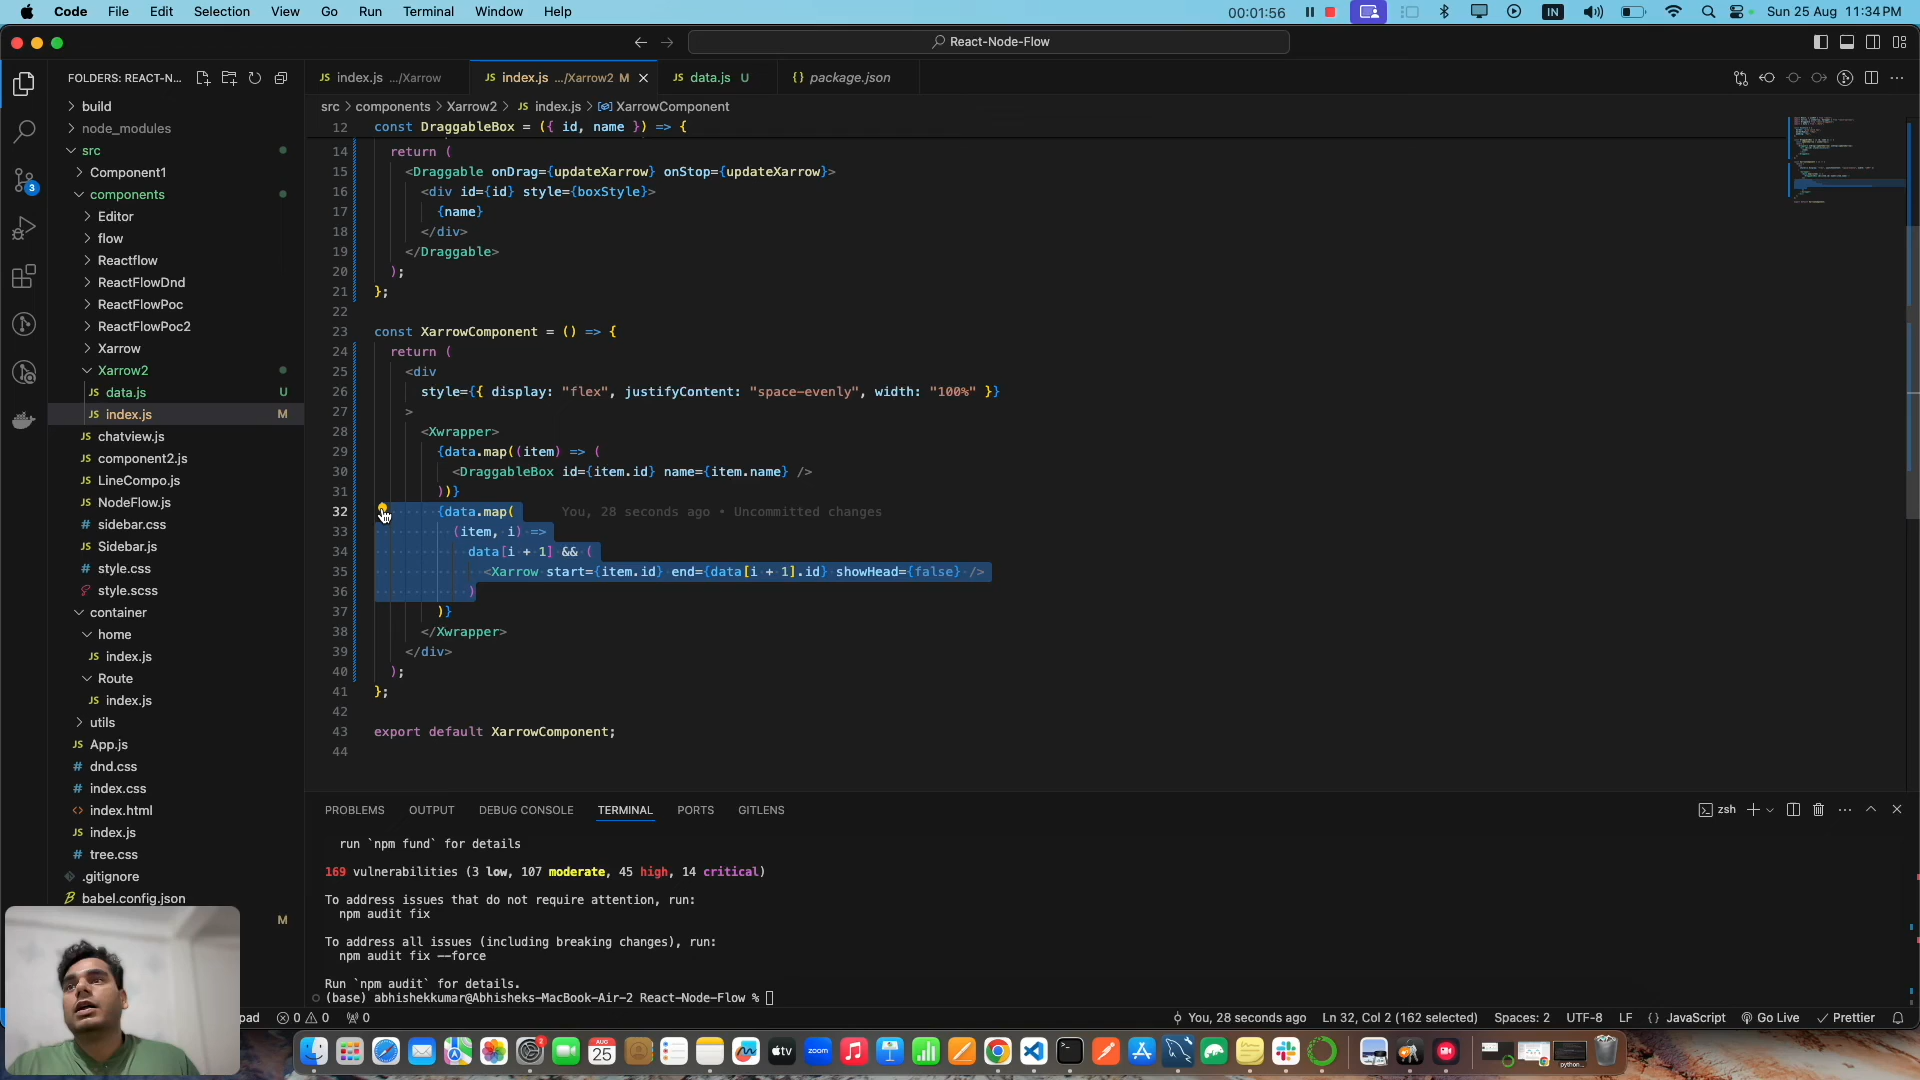 Code File Edit Selection View Go Run Terminal Window Help 00:01:56 IN Sun 25 Aug 11:34 PM
React-Node-Flow
FOLDERS: REACT-N...
JS index.js .../Xarrow JS index.js .../Xarrow2 M JS data.js U {} package.json
src > components > Xarrow2 > JS index.js > XarrowComponent
build
node_modules
src
Component1
components
Editor
flow
Reactflow
ReactFlowDnd
ReactFlowPoc
ReactFlowPoc2
Xarrow
Xarrow2
JS data.js U
JS index.js M
JS chatview.js
JS component2.js
JS LineCompo.js
JS NodeFlow.js
# sidebar.css
JS Sidebar.js
# style.css
style.scss
container
home
JS index.js
Route
JS index.js
utils
JS App.js
# dnd.css
# index.css
<> index.html
JS index.js
# tree.css
.gitignore
babel.config.json
M
3
12 const DraggableBox = ({ id, name }) => {
14 return (
15 <Draggable onDrag={updateXarrow} onStop={updateXarrow}>
16 <div id={id} style={boxStyle}>
17 {name}
18 </div>
19 </Draggable>
20 );
21 };
22
23 const XarrowComponent = () => {
24 return (
25 <div
26 style={{ display: "flex", justifyContent: "space-evenly", width: "100%" }}
27 >
28 <Xwrapper>
29 {data.map((item) => (
30 <DraggableBox id={item.id} name={item.name} />
31 ))}
32 {data.map( You, 28 seconds ago • Uncommitted changes
33 (item, i) =>
34 data[i + 1] && (
35 <Xarrow start={item.id} end={data[i + 1].id} showHead={false} />
36 )
37 )}
38 </Xwrapper>
39 </div>
40 );
41 };
42
43 export default XarrowComponent;
44
PROBLEMS OUTPUT DEBUG CONSOLE TERMINAL PORTS GITLENS zsh
run `npm fund` for details
169 vulnerabilities (3 low, 107 moderate, 45 high, 14 critical)
To address issues that do not require attention, run:
npm audit fix
To address all issues (including breaking changes), run:
npm audit fix --force
Run `npm audit` for details.
(base) abhishekkumar@Abhisheks-MacBook-Air-2 React-Node-Flow %
pad 0 0 0 You, 28 seconds ago Ln 32, Col 2 (162 selected) Spaces: 2 UTF-8 LF {} JavaScript Go Live Prettier
AUG 25 tv zoom python...